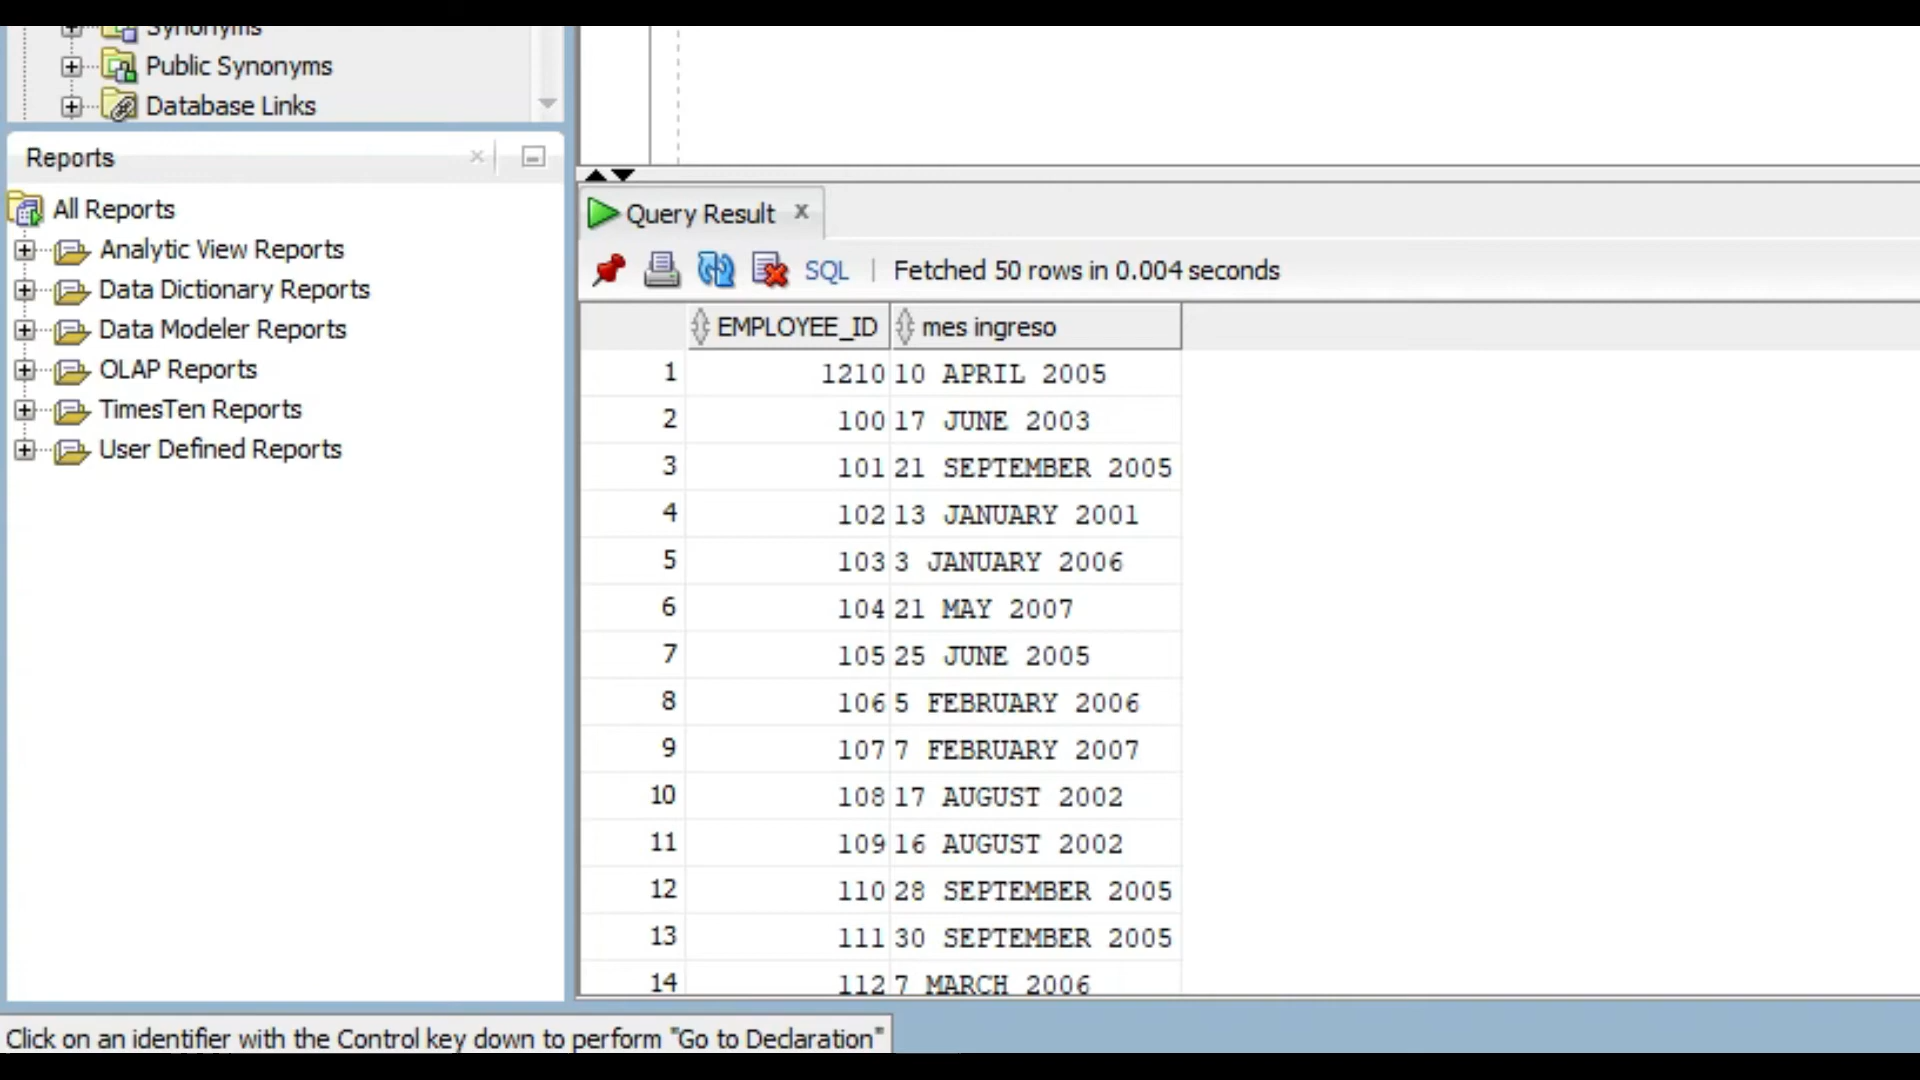 Synonyms
Public Synonyms
Database Links
Reports
All Reports
Analytic View Reports
Data Dictionary Reports
Data Modeler Reports
OLAP Reports
TimesTen Reports
User Defined Reports
Query Result
SQL | Fetched 50 rows in 0.004 seconds
EMPLOYEE_ID mes ingreso
1 1210 10 APRIL 2005
2 100 17 JUNE 2003
3 101 21 SEPTEMBER 2005
4 102 13 JANUARY 2001
5 103 3 JANUARY 2006
6 104 21 MAY 2007
7 105 25 JUNE 2005
8 106 5 FEBRUARY 2006
9 107 7 FEBRUARY 2007
10 108 17 AUGUST 2002
11 109 16 AUGUST 2002
12 110 28 SEPTEMBER 2005
13 111 30 SEPTEMBER 2005
14 112 7 MARCH 2006
Click on an identifier with the Control key down to perform "Go to Declaration"